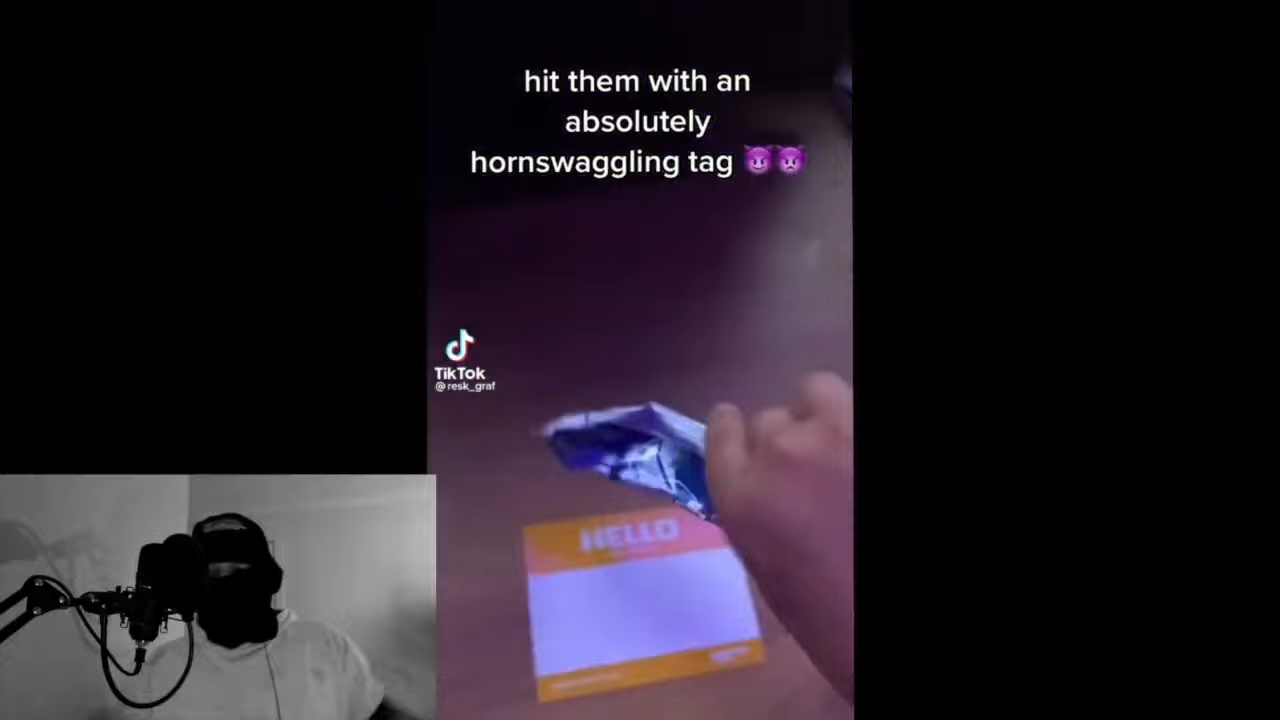 hit them with an
absolutely
hornswaggling tag 😈👿
TikTok
@resk_graf
HELLO